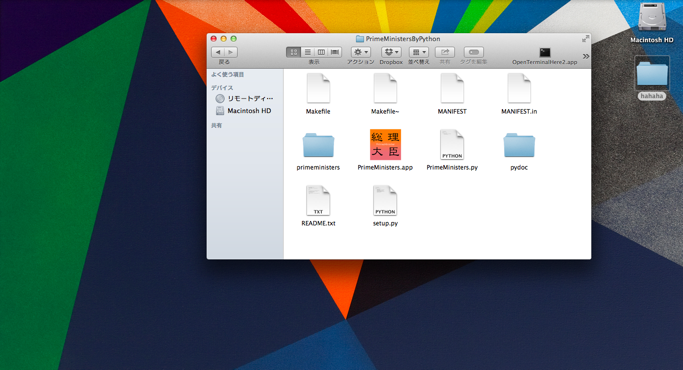 PrimeMinistersByPython
戻る
表示
アクション
Dropbox
並べ替え
共有
タグを編集
OpenTerminalHere2.app
よく使う項目
デバイス
リモートディ…
Macintosh HD
共有
Makefile
Makefile~
MANIFEST
MANIFEST.in
総理
大臣
PYTHON
primeministers
PrimeMinisters.app
PrimeMinisters.py
pydoc
TXT
PYTHON
README.txt
setup.py
Macintosh HD
hahaha